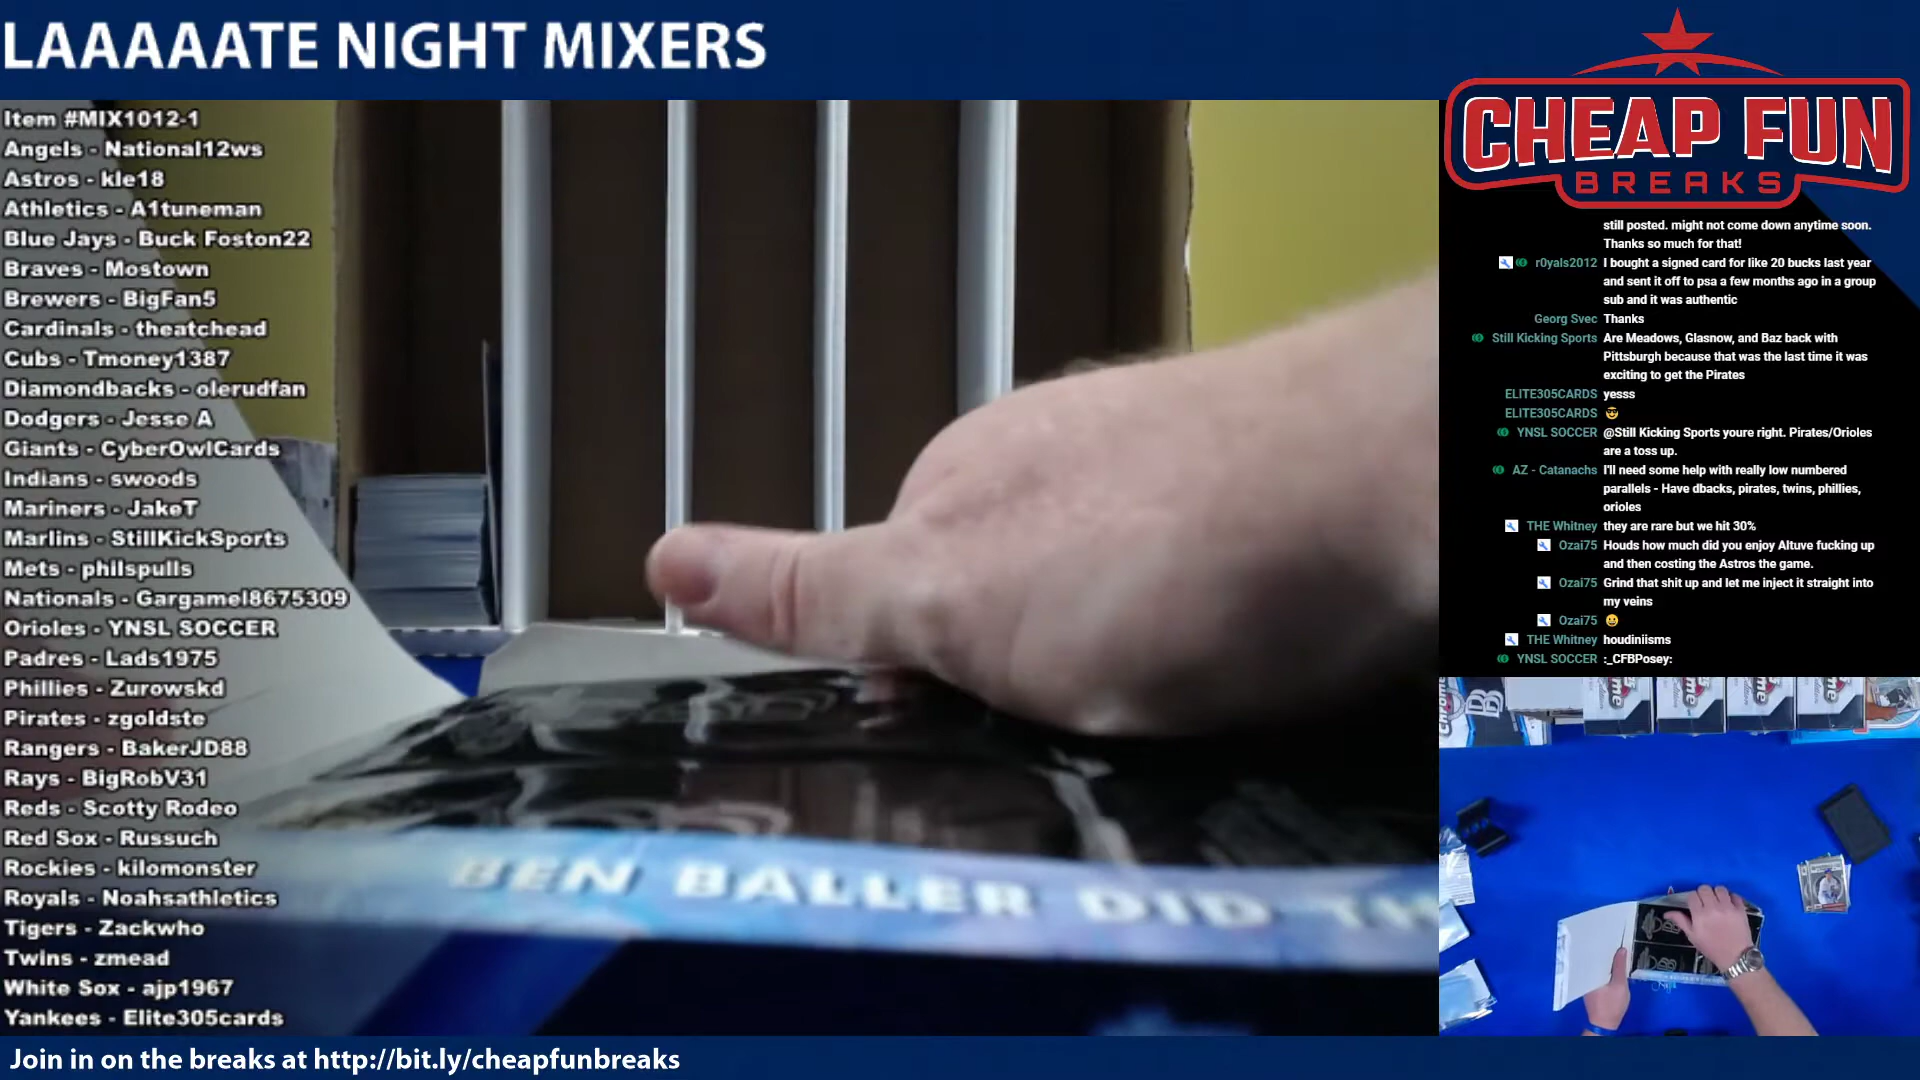 LAAAAATE NIGHT MIXERS
Item #MIX1012-1
Angels - National12ws
Astros - kle18
Athletics - A1tuneman
Blue Jays - Buck Foston22
Braves - Mostown
Brewers - BigFan5
Cardinals - theatchead
Cubs - Tmoney1387
Diamondbacks - olerudfan
Dodgers - Jesse A
Giants - CyberOwlCards
Indians - swoods
Mariners - JakeT
Marlins - StillKickSports
Mets - philspulls
Nationals - Gargamel8675309
Orioles - YNSL SOCCER
Padres - Lads1975
Phillies - Zurowskd
Pirates - zgoldste
Rangers - BakerJD88
Rays - BigRobV31
Reds - Scotty Rodeo
Red Sox - Russuch
Rockies - kilomonster
Royals - Noahsathletics
Tigers - Zackwho
Twins - zmead
White Sox - ajp1967
Yankees - Elite305cards
BEN BALLER DID TH
CHEAP FUN
BREAKS
still posted. might not come down anytime soon.
Thanks so much for that!
r0yals2012 I bought a signed card for like 20 bucks last year
and sent it off to psa a few months ago in a group
sub and it was authentic
Georg Svec Thanks
Still Kicking Sports Are Meadows, Glasnow, and Baz back with
Pittsburgh because that was the last time it was
exciting to get the Pirates
ELITE305CARDS yesss
ELITE305CARDS 😎
YNSL SOCCER @Still Kicking Sports youre right. Pirates/Orioles
are a toss up.
AZ - Catanachs I'll need some help with really low numbered
parallels - Have dbacks, pirates, twins, phillies,
orioles
THE Whitney they are rare but we hit 30%
Ozai75 Houds how much did you enjoy Altuve fucking up
and then costing the Astros the game.
Ozai75 Grind that shit up and let me inject it straight into
my veins
Ozai75 😀
THE Whitney houdiniisms
YNSL SOCCER :_CFBPosey:
Join in on the breaks at http://bit.ly/cheapfunbreaks